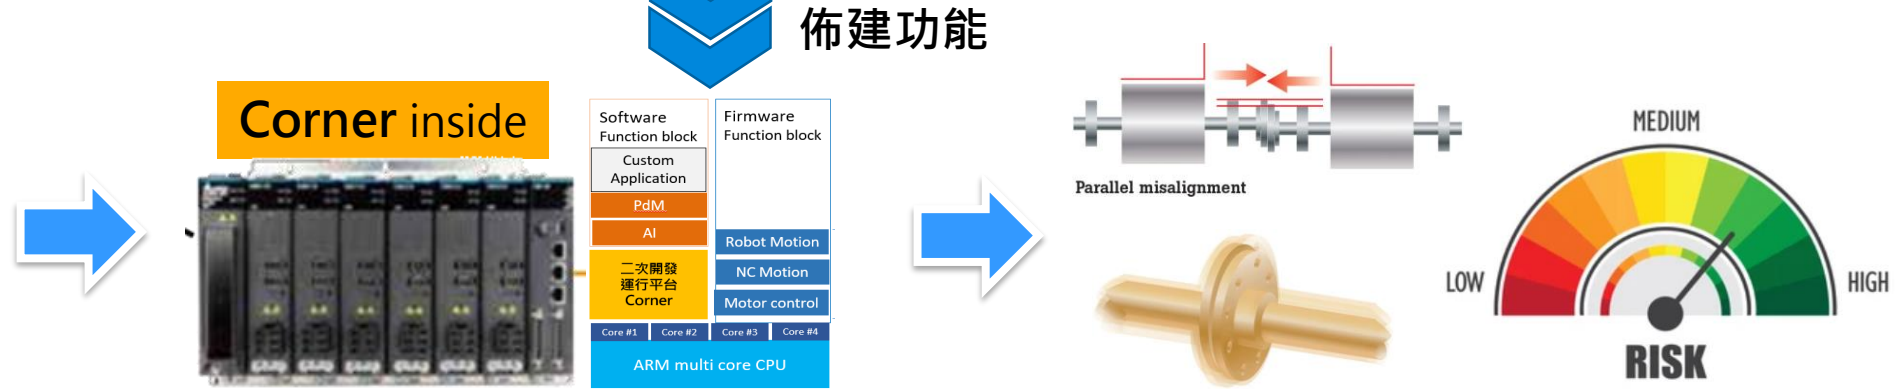 佈建功能
Corner inside
Software
Function block
Custom
Application
PdM
AI
二次開發
運行平台
Corner
Firmware
Function block
Robot Motion
NC Motion
Motor control
Core #1
Core #2
Core #3
Core #4
ARM multi core CPU
Parallel misalignment
MEDIUM
LOW
HIGH
RISK